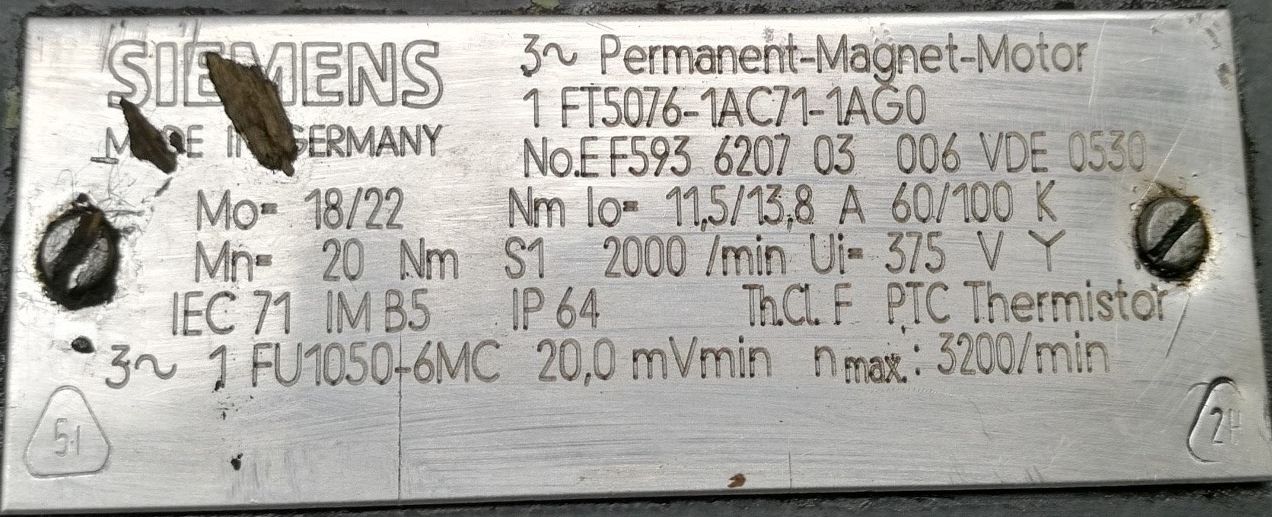 SIEMENS
MADE IN GERMANY
3~ Permanent-Magnet-Motor
1 FT5076-1AC71-1AG0
No.E F593 6207 03 006 VDE 0530
Mo= 18/22 Nm Io= 11,5/13,8 A 60/100 K
Mn= 20 Nm S1 2000 /min Ui= 375 V Y
IEC 71 IM B5 IP 64 Th.Cl. F PTC Thermistor
3~ 1 FU1050-6MC 20,0 mVmin nmax.: 3200/min
5.1
2H